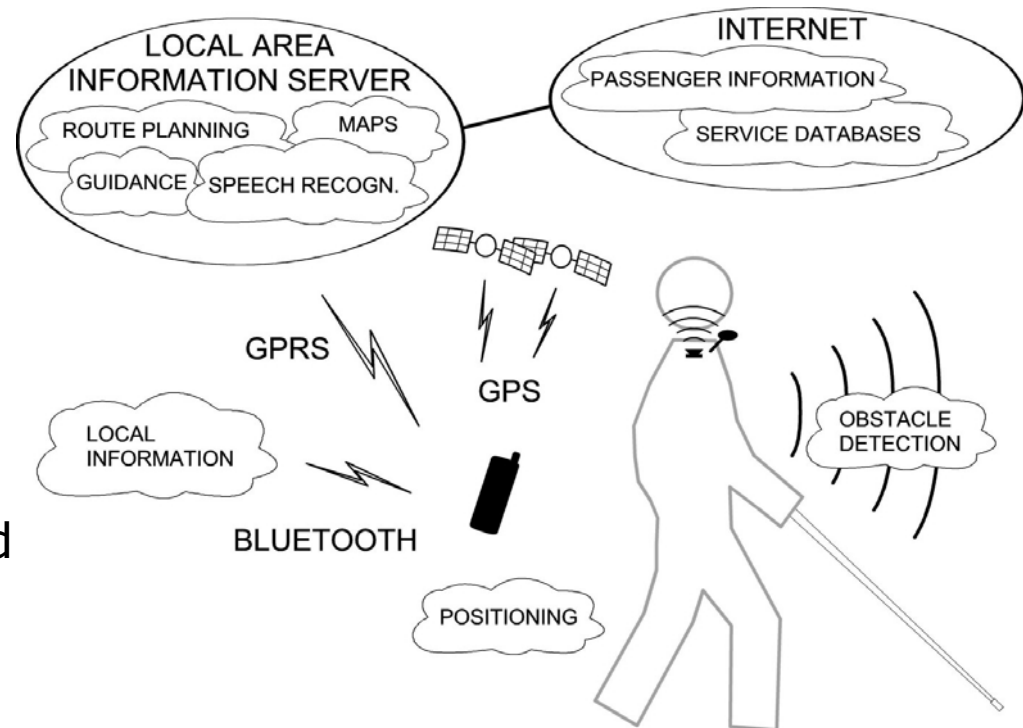 LOCAL AREA
INFORMATION SERVER
ROUTE PLANNING
MAPS
GUIDANCE
SPEECH RECOGN.
INTERNET
PASSENGER INFORMATION
SERVICE DATABASES
GPRS
GPS
LOCAL
INFORMATION
BLUETOOTH
OBSTACLE
DETECTION
d
POSITIONING